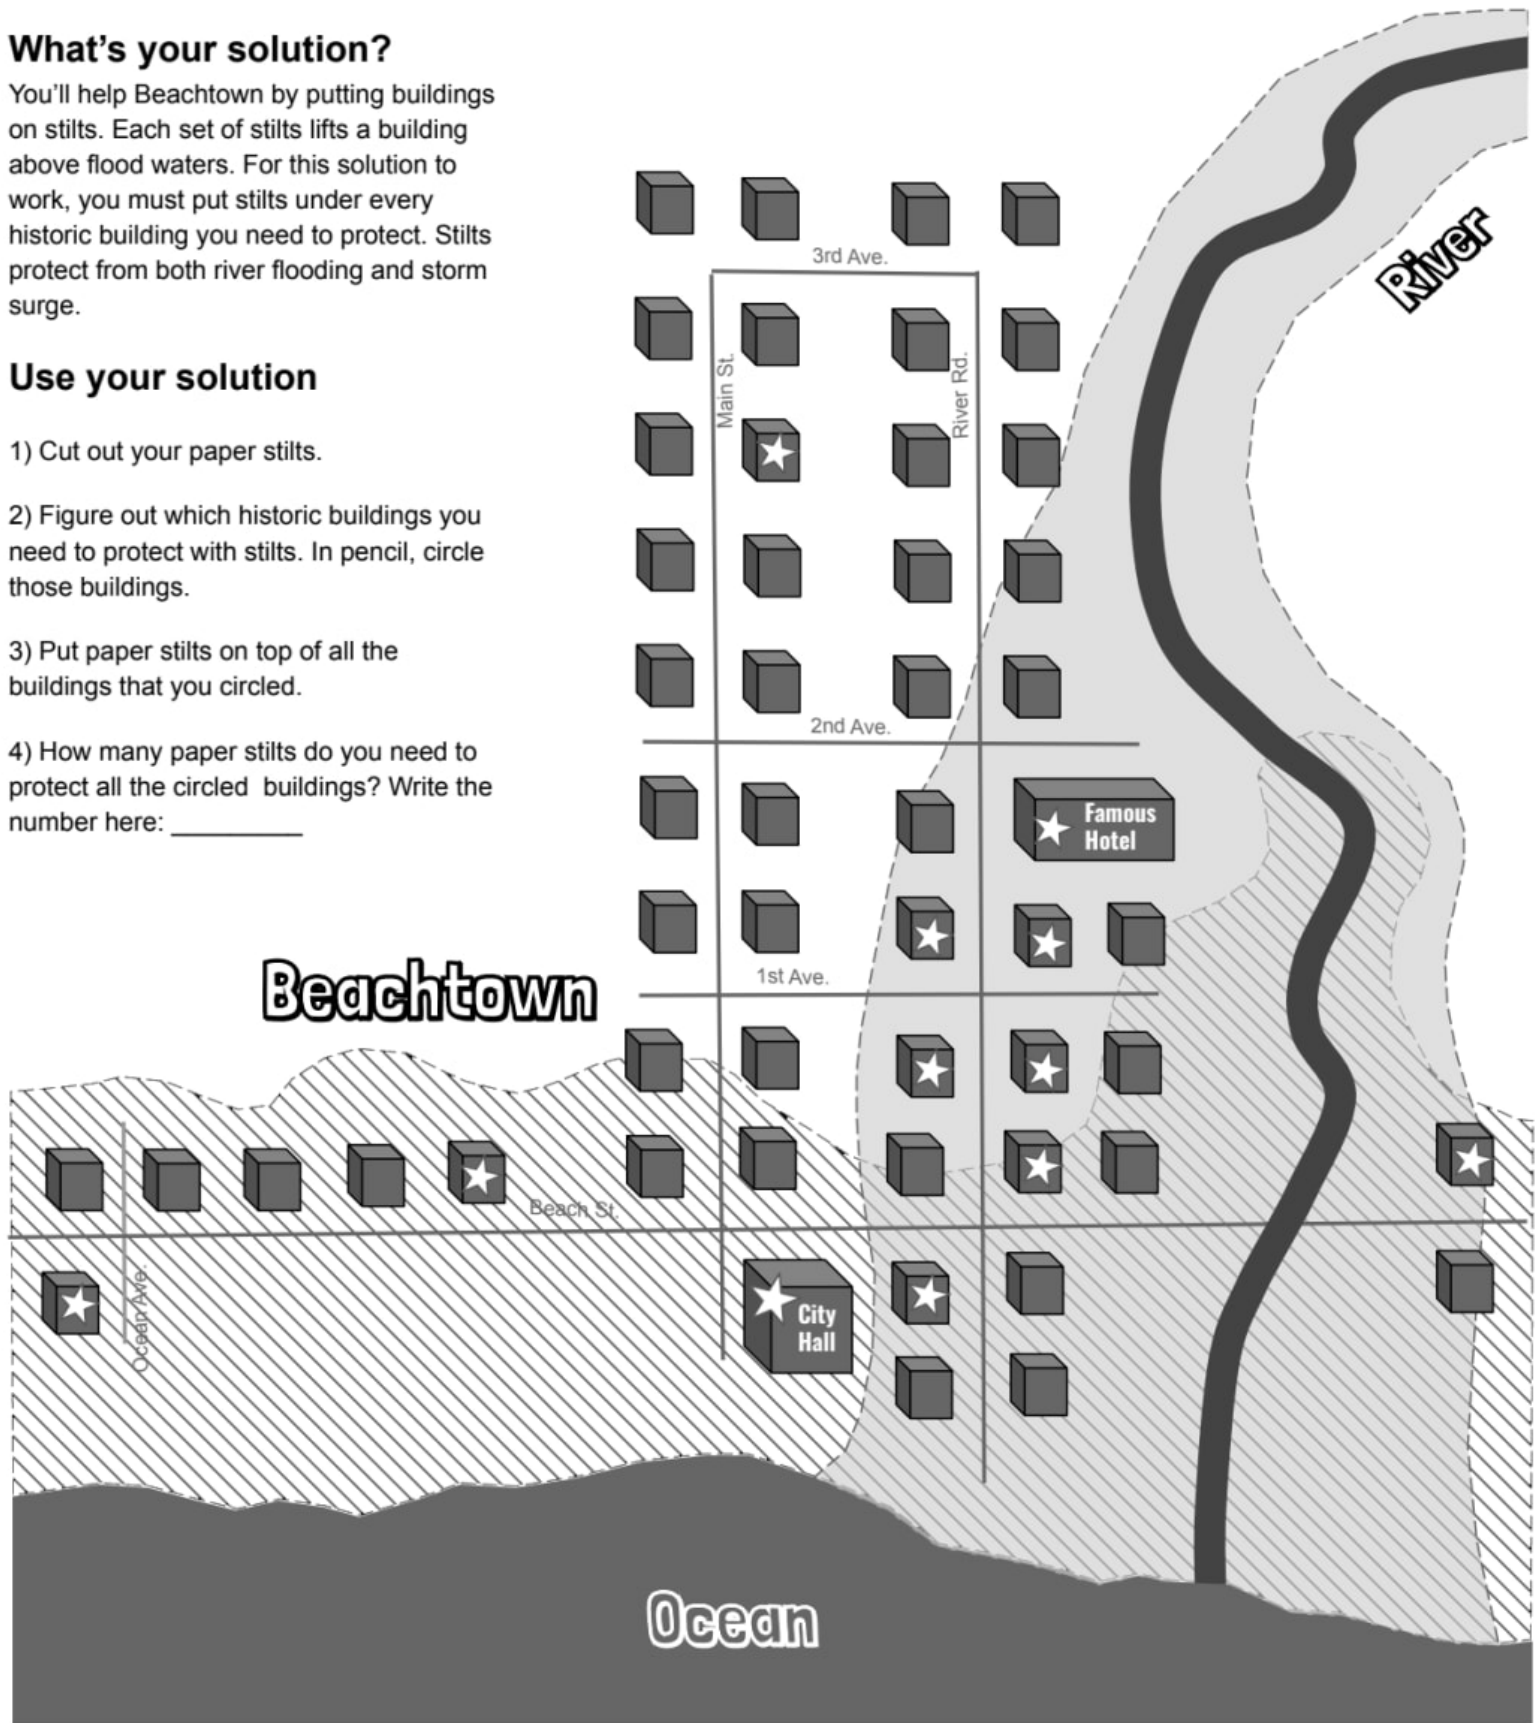 What's your solution?
You'll help Beachtown by putting buildings
on stilts. Each set of stilts lifts a building
above flood waters. For this solution to
work, you must put stilts under every
historic building you need to protect. Stilts
protect from both river flooding and storm
surge.
Use your solution
1) Cut out your paper stilts.
2) Figure out which historic buildings you
need to protect with stilts. In pencil, circle
those buildings.
3) Put paper stilts on top of all the
buildings that you circled.
4) How many paper stilts do you need to
protect all the circled  buildings? Write the
number here: _________
River
3rd Ave.
Main St.
River Rd.
2nd Ave.
Famous
Hotel
1st Ave.
Beachtown
Beach St.
Ocean Ave.
City
Hall
Ocean